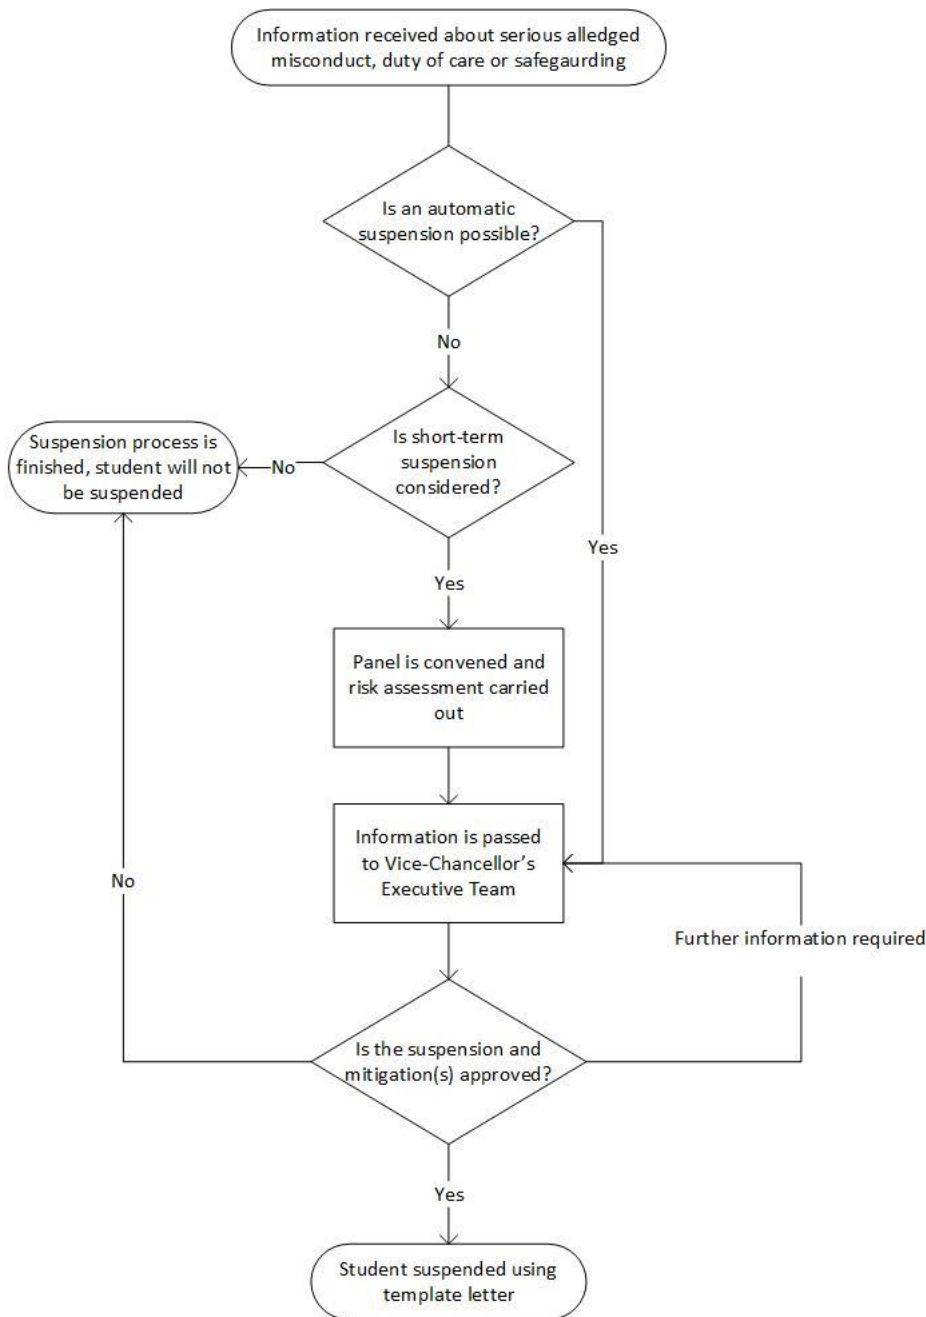 Information received about serious alledged
misconduct, duty of care or safegaurding
Is an automatic
suspension possible?
No
Is short-term
suspension
considered?
No
Suspension process is
finished, student will not
be suspended
Yes
Yes
Panel is convened and
risk assessment carried
out
Information is passed
to Vice-Chancellor’s
Executive Team
No
Further information required
Is the suspension and
mitigation(s) approved?
Yes
Student suspended using
template letter